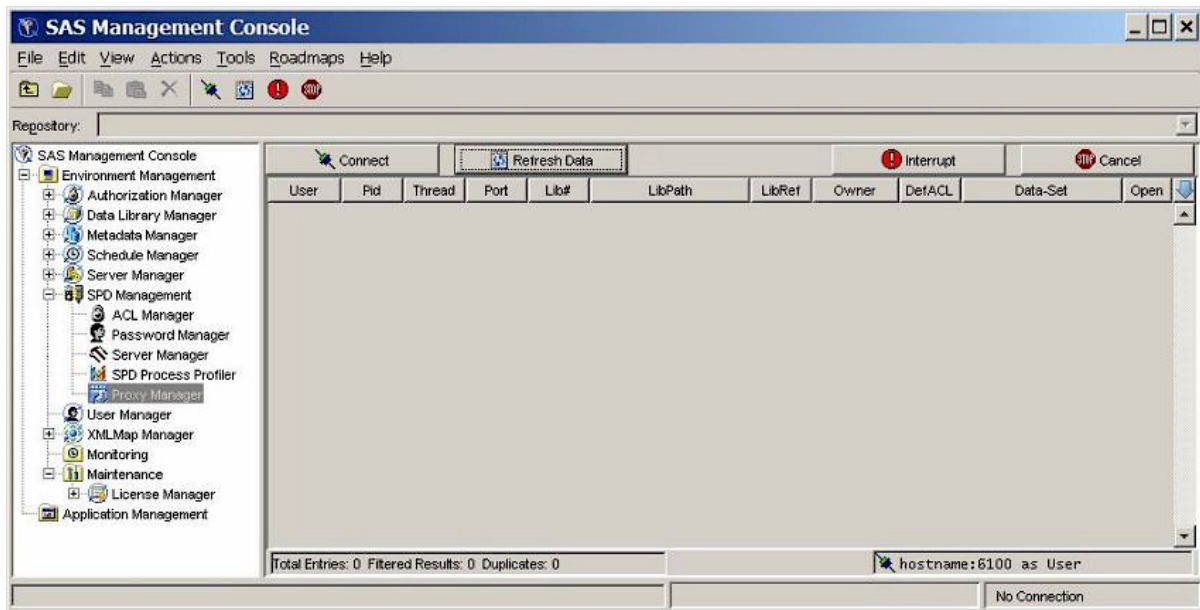 SAS Management Console
File Edit View Actions Tools Roadmaps Help
STOP
Repository:
SAS Management Console
Environment Management
Authorization Manager
Data Library Manager
Metadata Manager
Schedule Manager
Server Manager
SPD Management
ACL Manager
Password Manager
Server Manager
SPD Process Profiler
Proxy Manager
User Manager
XMLMap Manager
Monitoring
Maintenance
License Manager
Application Management
Connect Refresh Data Interrupt STOP Cancel
User Pid Thread Port Lib# LibPath LibRef Owner DefACL Data-Set Open
Total Entries: 0 Filtered Results: 0 Duplicates: 0
hostname:6100 as User
No Connection